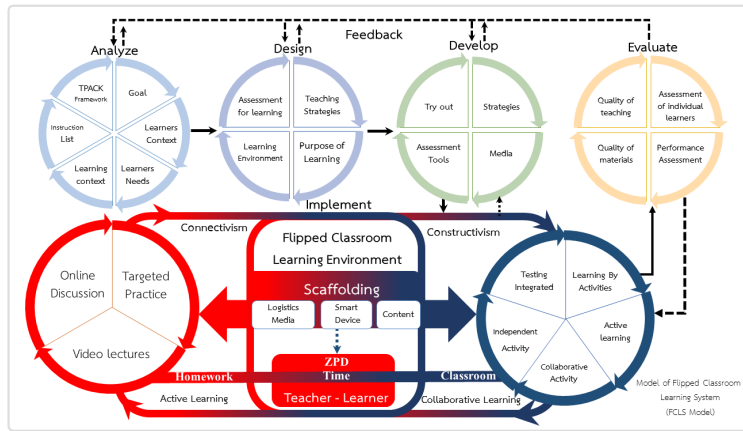 Feedback
Analyze
Design
Develop
Evaluate
TPACK
Framework
Goal
Instruction
List
Learners
Context
Learning
context
Learners
Needs
Assessment
for learning
Teaching
Strategies
Learning
Environment
Purpose of
Learning
Try out
Strategies
Assessment
Tools
Media
Quality of
teaching
Assessment
of individual
learners
Quality of
materials
Performance
Assessment
Implement
Connectivism
Constructivism
Flipped Classroom
Learning Environment
Scaffolding
Logistics
Media
Smart
Device
Content
ZPD
Homework
Time
Classroom
Teacher - Learner
Active Learning
Collaborative Learning
Online
Discussion
Targeted
Practice
Video lectures
Testing
Integrated
Learning By
Activities
Independent
Activity
Active
learning
Collaborative
Activity
Model of Flipped Classroom
Learning System
(FCLS Model)